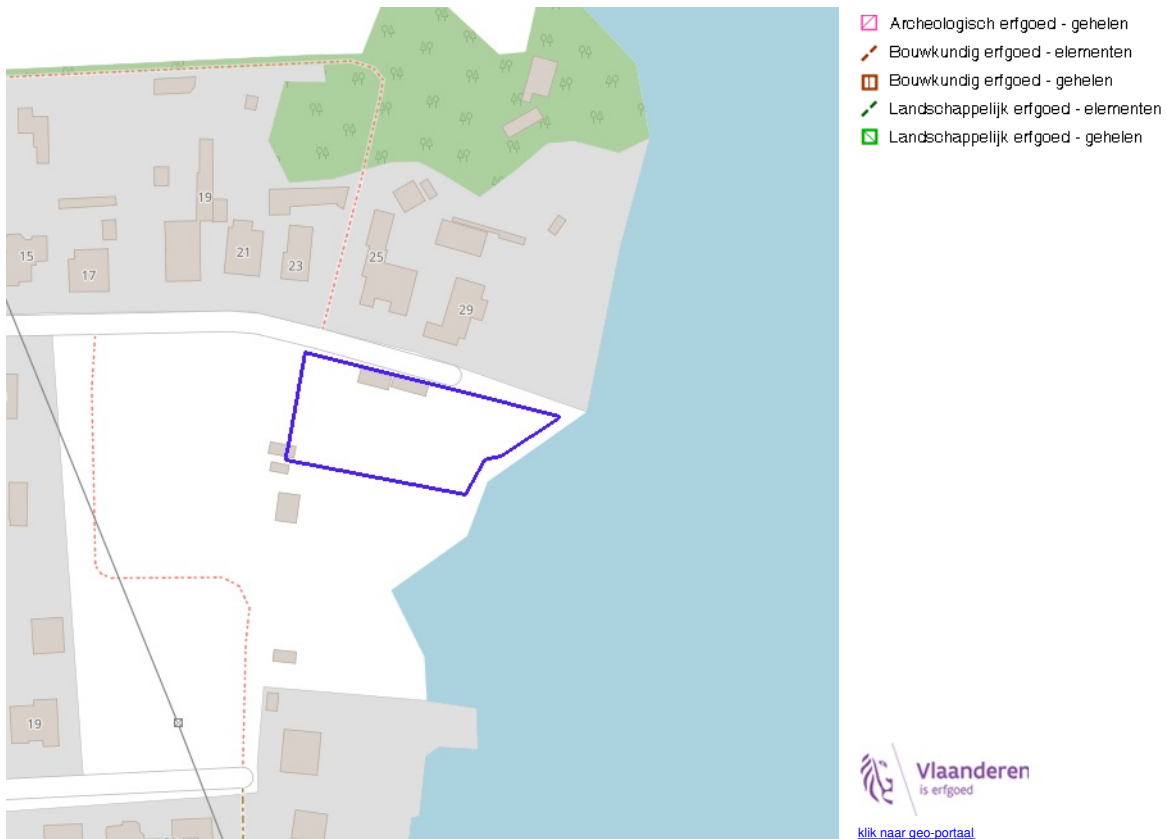 Archeologisch erfgoed - gehelen
Bouwkundig erfgoed - elementen
Bouwkundig erfgoed - gehelen
Landschappelijk erfgoed - elementen
Landschappelijk erfgoed - gehelen
19
15
17
21
23
25
29
19
Vlaanderen
is erfgoed
klik naar geo-portaal